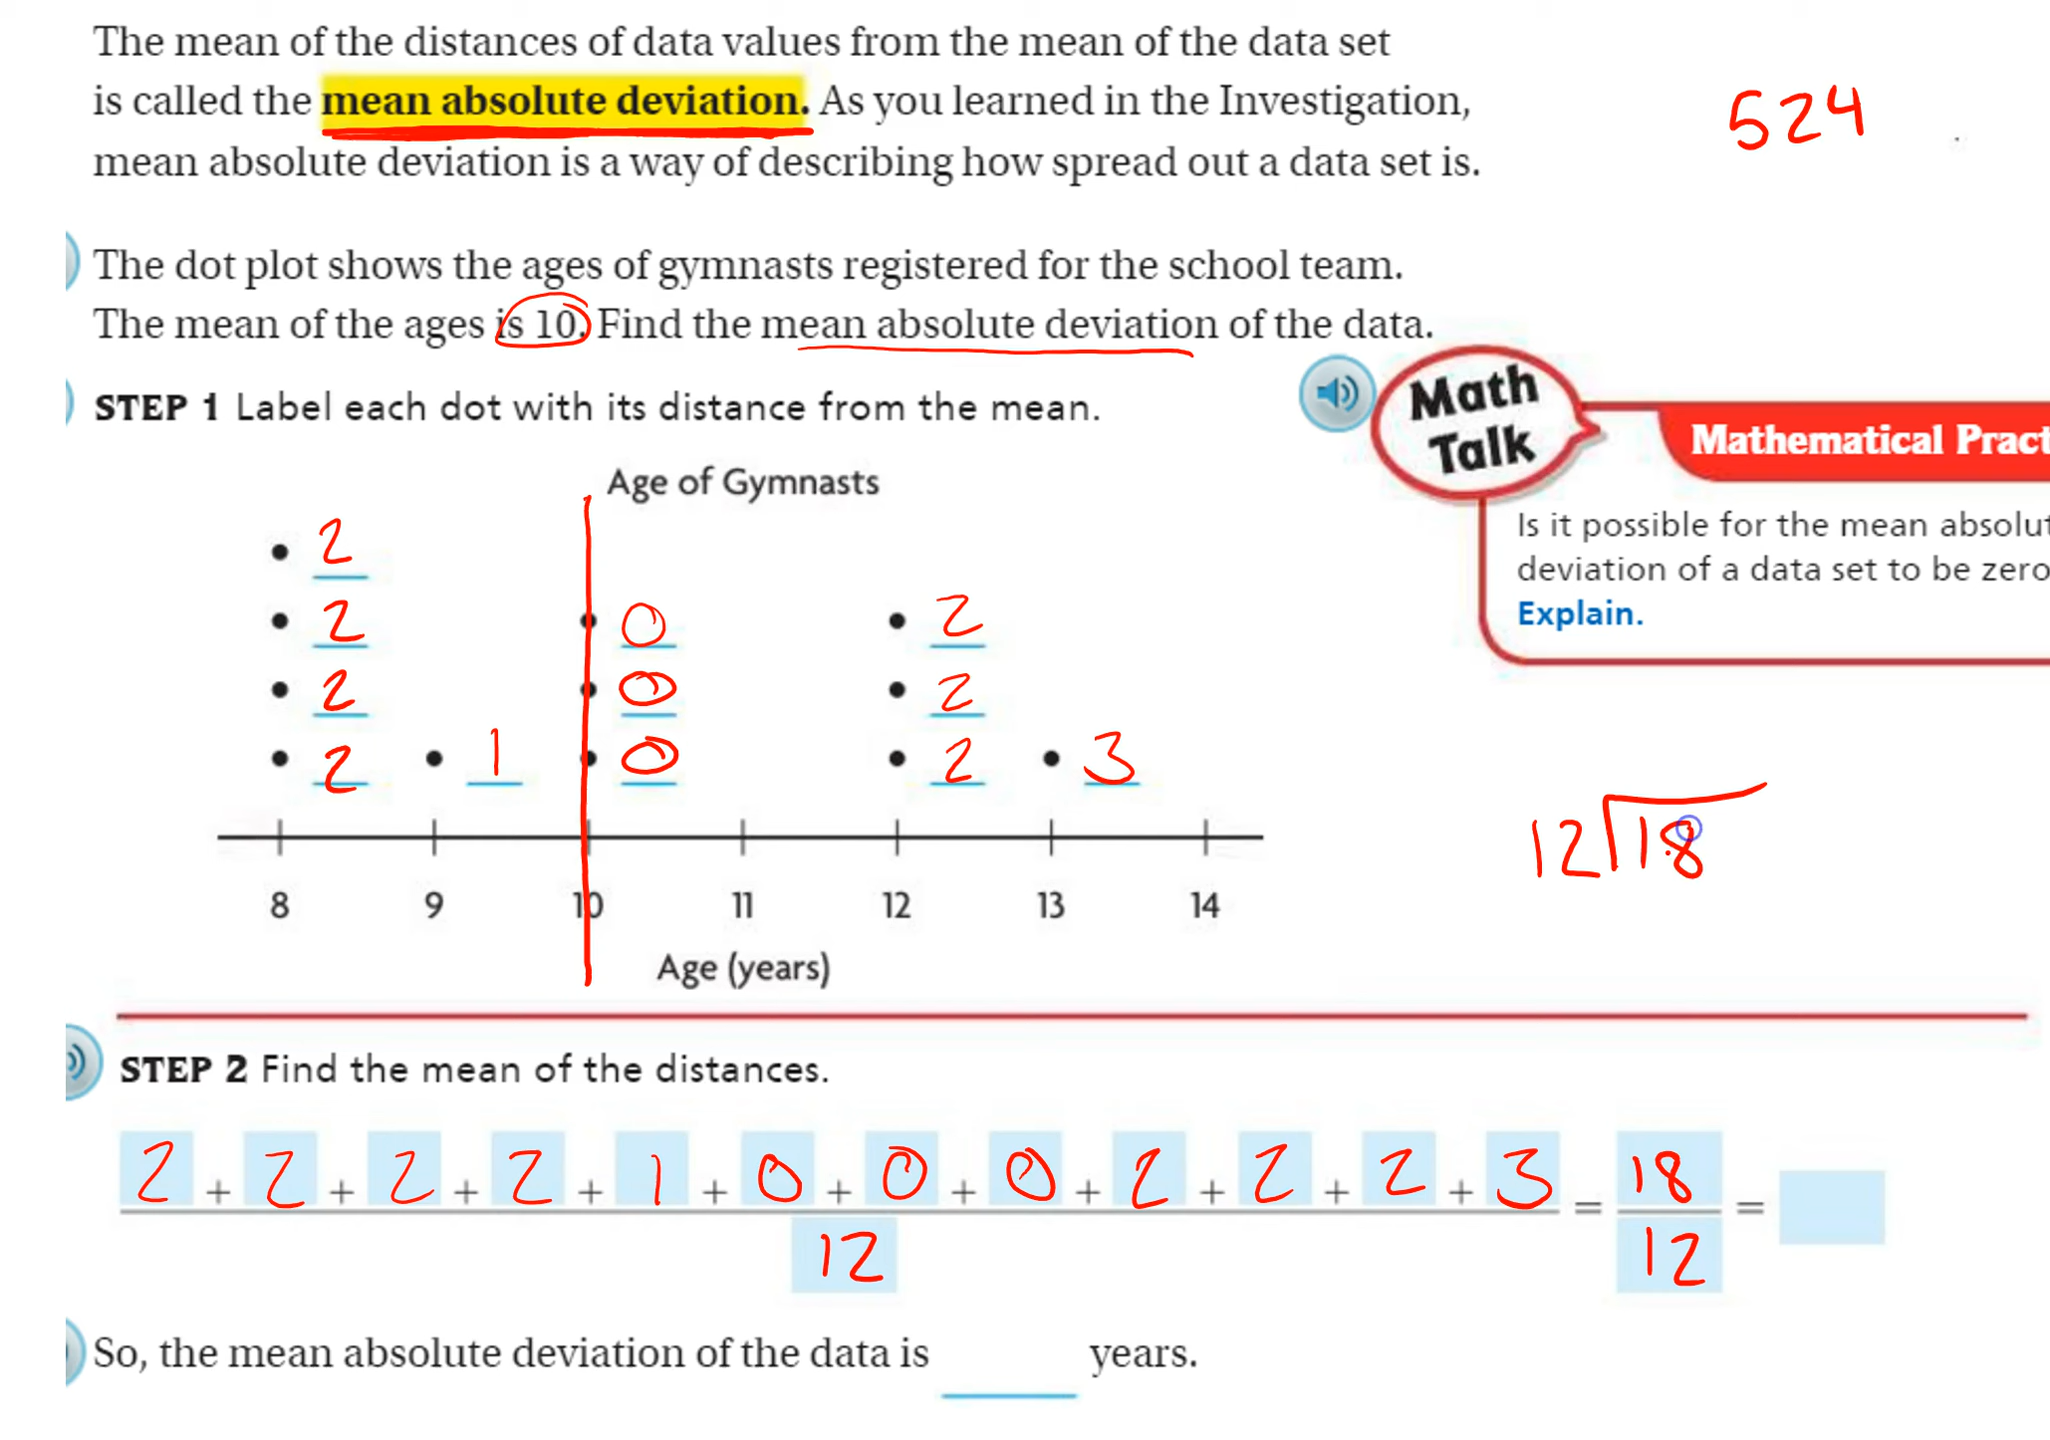 The mean of the distances of data values from the mean of the data set
is called the mean absolute deviation. As you learned in the Investigation,
524
mean absolute deviation is a way of describing how spread out a data set is.
The dot plot shows the ages of gymnasts registered for the school team.
The mean of the ages is 10. Find the mean absolute deviation of the data.
STEP 1 Label each dot with its distance from the mean.
Math
Talk
Mathematical Pract
Is it possible for the mean absolut
deviation of a data set to be zero
Explain.
Age of Gymnasts
2
2 0 2
2 0 2
2 1 0 2 3
12 18
8 9 10 11 12 13 14
Age (years)
STEP 2 Find the mean of the distances.
2 + 2 + 2 + 2 + 1 + 0 + 0 + 0 + 2 + 2 + 2 + 3 = 18 =
12 12
So, the mean absolute deviation of the data is ____ years.